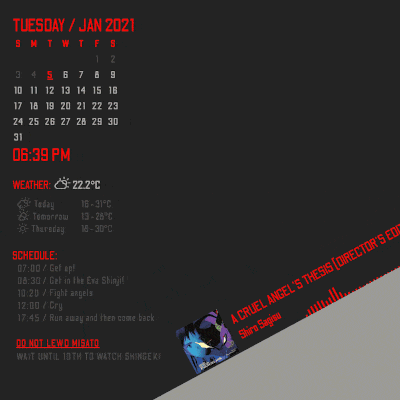 TUESDAY / JAN 2021
S M T W T F S
1 2
3 4 5 6 7 8 9
10 11 12 13 14 15 16
17 18 19 20 21 22 23
24 25 26 27 28 29 30
31
06:39 PM
WEATHER: 22.2°C
Today 16-31°C
Tomorrow 13-28°C
Thursday 16-30°C
SCHEDULE:
07:00 / Get up!
08:30 / Get in the Eva Shinji!
10:20 / Fight angels
12:00 / Cry
17:45 / Run away and then come back
DO NOT LEWD MISATO
WAIT UNTIL 10TH TO WATCH SHINGEKI
A CRUEL ANGEL'S THESIS [DIRECTOR'S EDI
Shiro Sagisu